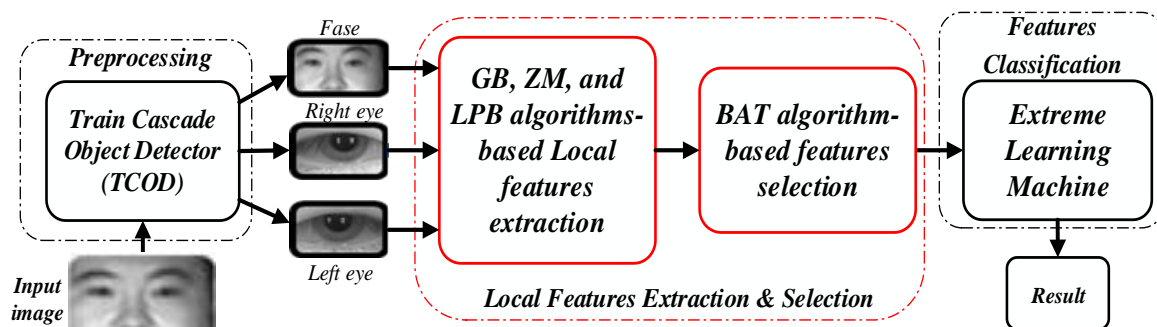 Preprocessing
Train Cascade
Object Detector
(TCOD)
Input
image
Fase
Right eye
Left eye
GB, ZM, and
LPB algorithms-
based Local
features
extraction
BAT algorithm-
based features
selection
Local Features Extraction & Selection
Features
Classification
Extreme
Learning
Machine
Result